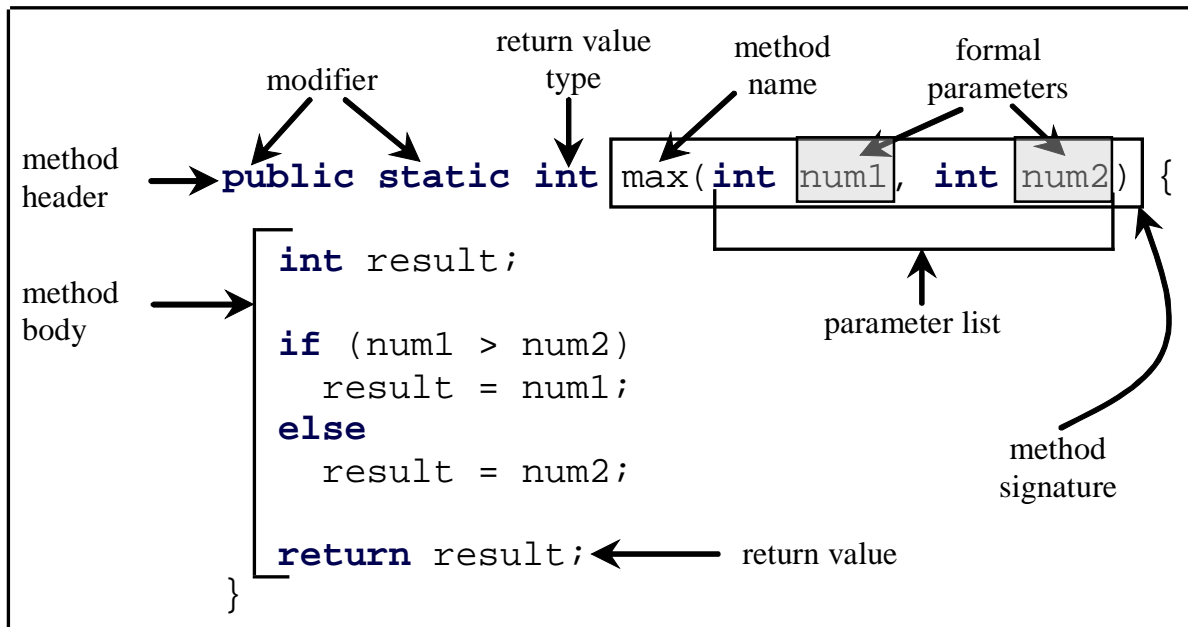 return value
type
method
name
formal
parameters
modifier
method
header
public static int max(int num1, int num2) {
method
body
int result;
parameter list
if (num1 > num2)
result = num1;
else
result = num2;
method
signature
return result;
return value
}